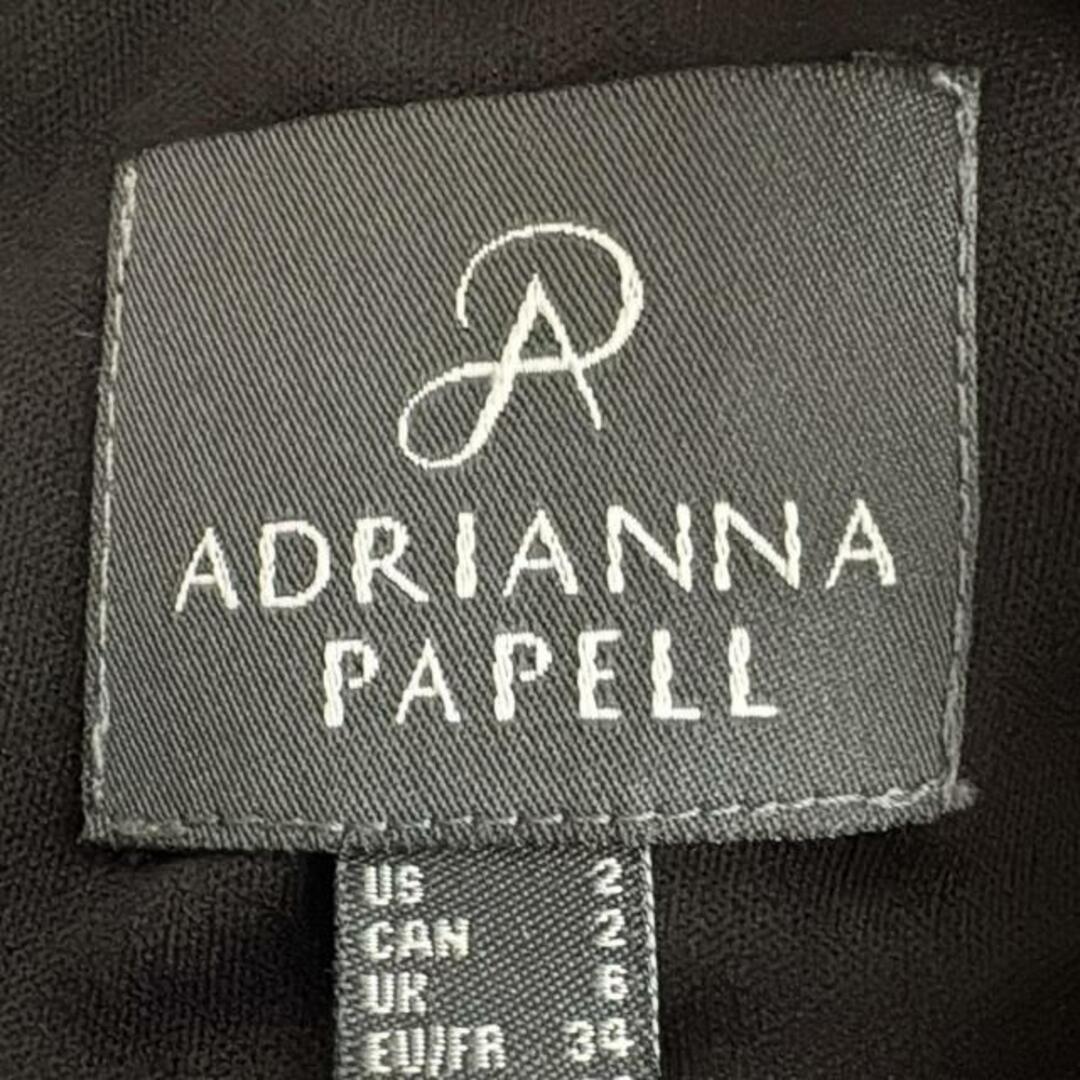 ADRIANNA
PAPELL
US 2
CAN 2
UK 6
EU/FR 34